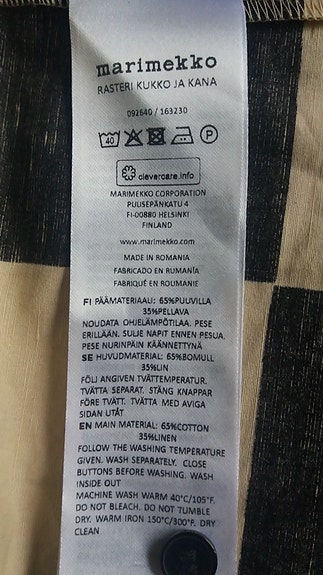 marimekko
RASTERI KUKKO JA KANA
092640 / 163230
40 P
clevercare.info
MARIMEKKO CORPORATION
PUUSEPÄNKATU 4
FI-00880 HELSINKI
FINLAND
www.marimekko.com
MADE IN ROMANIA
FABRICADO EN RUMANÍA
FABRIQUÉ EN ROUMANIE
FI PÄÄMATERIAALI: 65%PUUVILLA
35%PELLAVA
NOUDATA OHJELÄMPÖTILAA. PESE
ERILLÄÄN. SULJE NAPIT ENNEN PESUA.
PESE NURINPÄIN KÄÄNNETTYNÄ
SE HUVUDMATERIAL: 65%BOMULL
35%LIN
FÖLJ ANGIVEN TVÄTTEMPERATUR.
TVÄTTA SEPARAT. STÄNG KNAPPAR
FÖRE TVÄTT. TVÄTTA MED AVIGA
SIDAN UTÅT
EN MAIN MATERIAL: 65%COTTON
35%LINEN
FOLLOW THE WASHING TEMPERATURE
GIVEN. WASH SEPARATELY. CLOSE
BUTTONS BEFORE WASHING. WASH
INSIDE OUT
MACHINE WASH WARM 40°C/105°F.
DO NOT BLEACH. DO NOT TUMBLE
DRY. WARM IRON 150°C/300°F. DRY
CLEAN